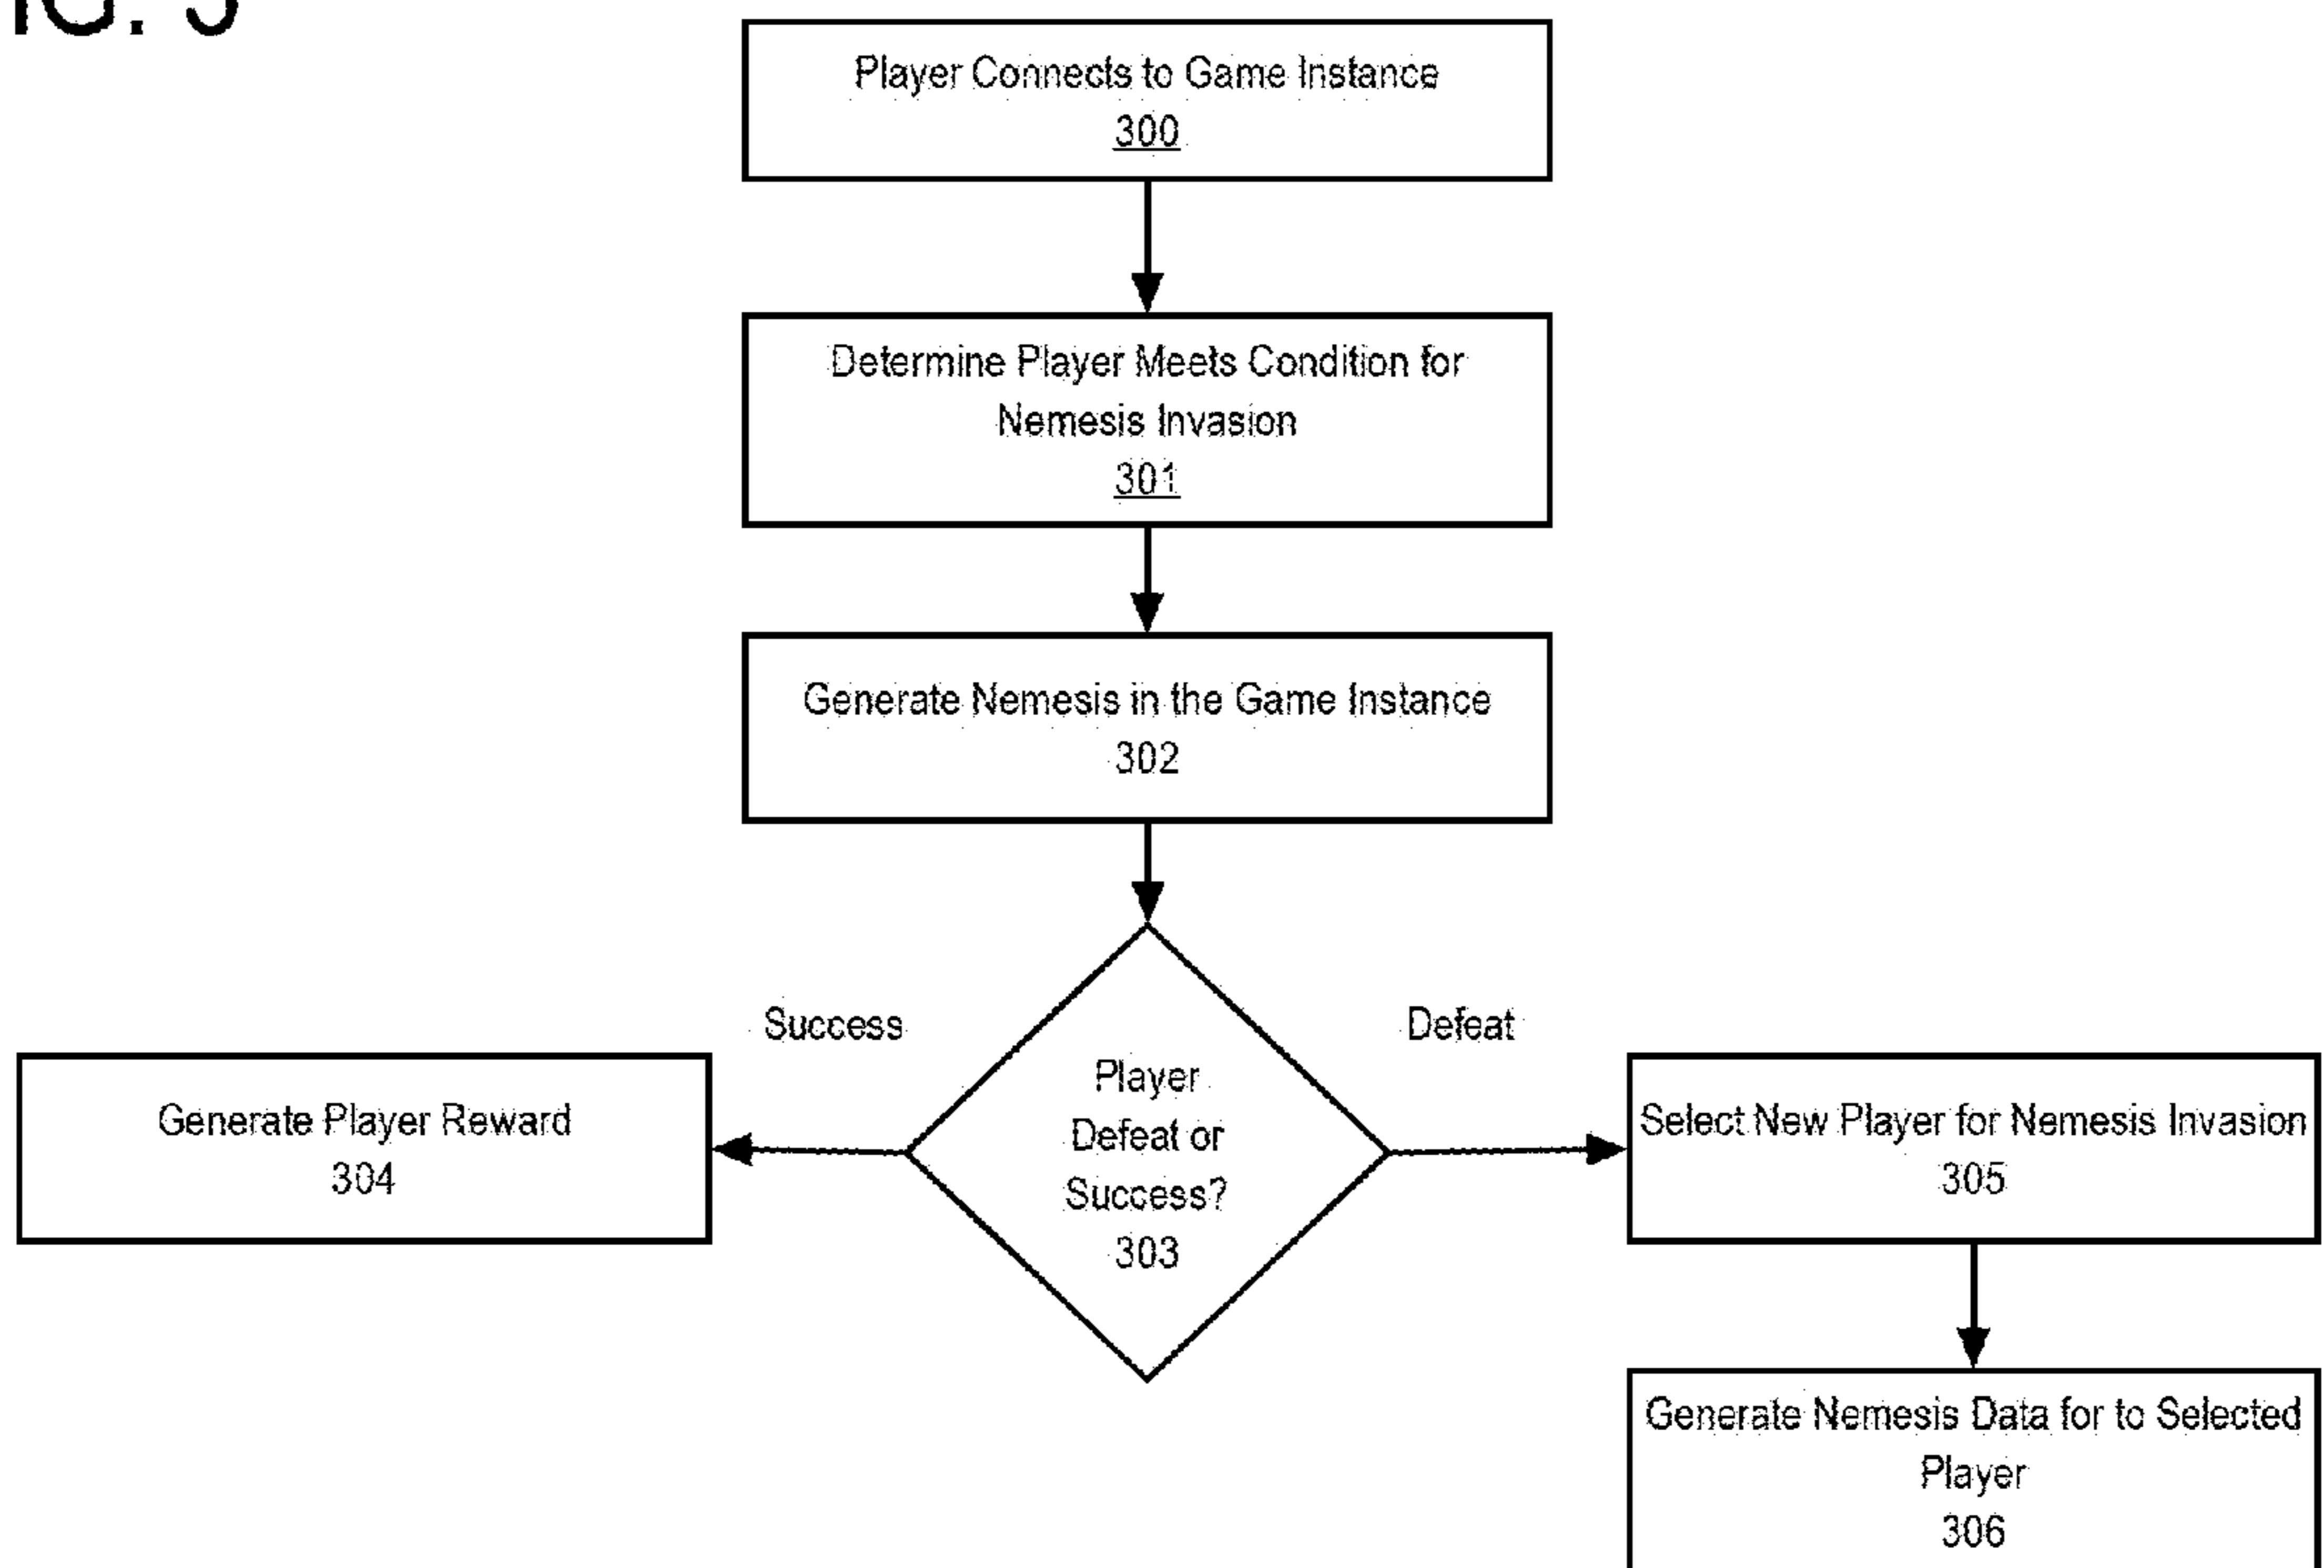 Player Connects to Game Instance
300
Determine Player Meets Condition for
Nemesis Invasion
301
Generate Nemesis in the Game Instance
302
Success
Defeat
Player
Defeat or
Success?
303
Generate Player Reward
304
Select New Player for Nemesis Invasion
305
Generate Nemesis Data for to Selected
Player
306